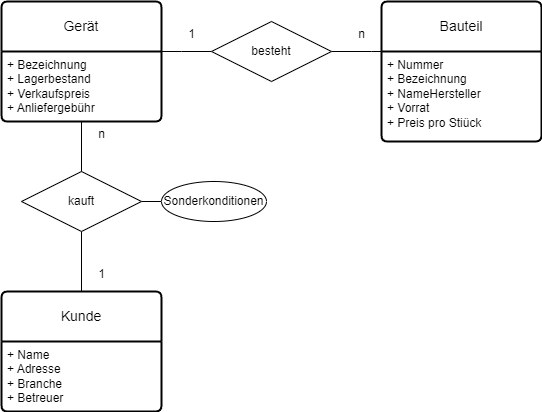 Gerät
+ Bezeichnung
+ Lagerbestand
+ Verkaufspreis
+ Anliefergebühr
1
besteht
n
Bauteil
+ Nummer
+ Bezeichnung
+ NameHersteller
+ Vorrat
+ Preis pro Stiück
n
kauft
Sonderkonditionen
1
Kunde
+ Name
+ Adresse
+ Branche
+ Betreuer